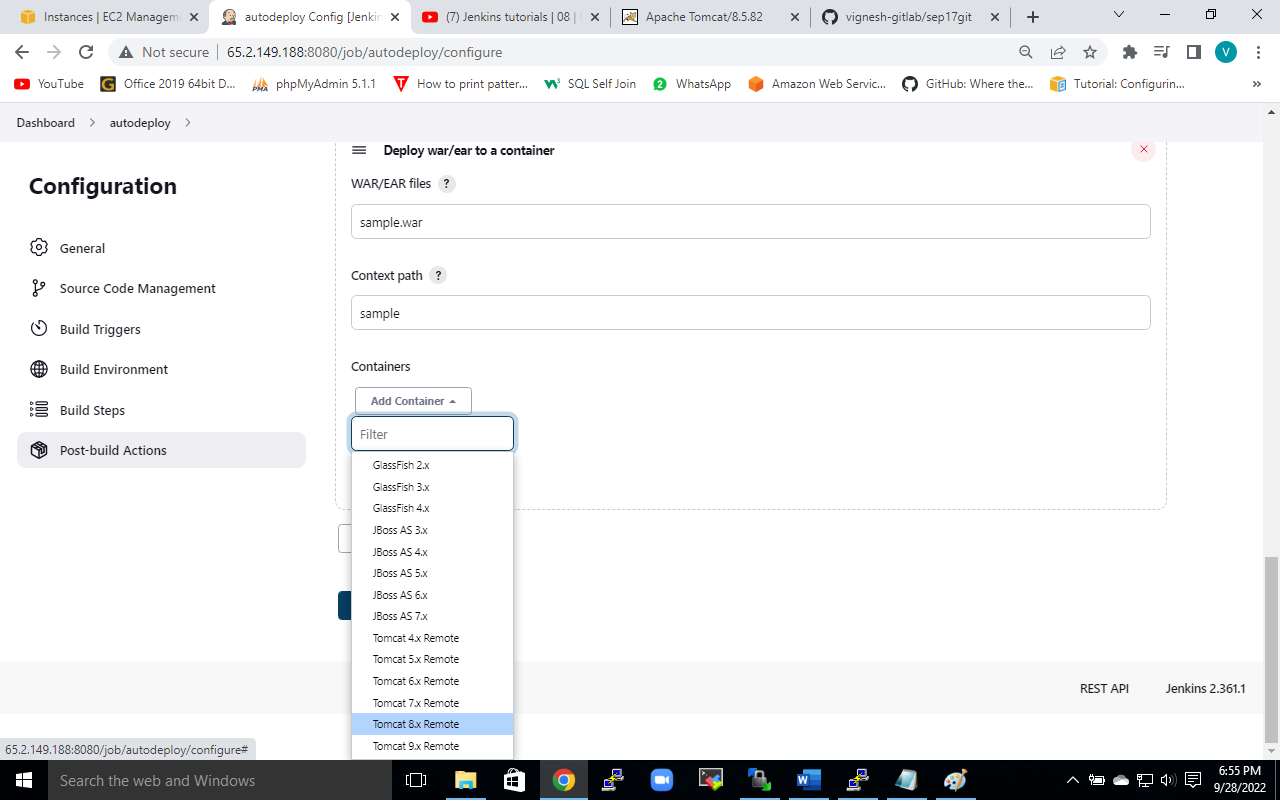 Instances | EC2 Managem
autodeploy Config [Jenkin
(7) Jenkins tutorials | 08 |
Apache Tomcat/8.5.82
vignesh-gitlab/sep17git
Not secure
65.2.149.188:8080/job/autodeploy/configure
V
YouTube
Office 2019 64bit D...
phpMyAdmin 5.1.1
How to print patter...
SQL Self Join
WhatsApp
Amazon Web Servic...
GitHub: Where the...
Tutorial: Configurin...
Dashboard
autodeploy
Configuration
General
Source Code Management
Build Triggers
Build Environment
Build Steps
Post-build Actions
Deploy war/ear to a container
WAR/EAR files ?
sample.war
Context path ?
sample
Containers
Add Container
Filter
GlassFish 2.x
GlassFish 3.x
GlassFish 4.x
JBoss AS 3.x
JBoss AS 4.x
JBoss AS 5.x
JBoss AS 6.x
JBoss AS 7.x
Tomcat 4.x Remote
Tomcat 5.x Remote
Tomcat 6.x Remote
Tomcat 7.x Remote
Tomcat 8.x Remote
Tomcat 9.x Remote
REST API
Jenkins 2.361.1
65.2.149.188:8080/job/autodeploy/configure#
Search the web and Windows
6:55 PM
9/28/2022